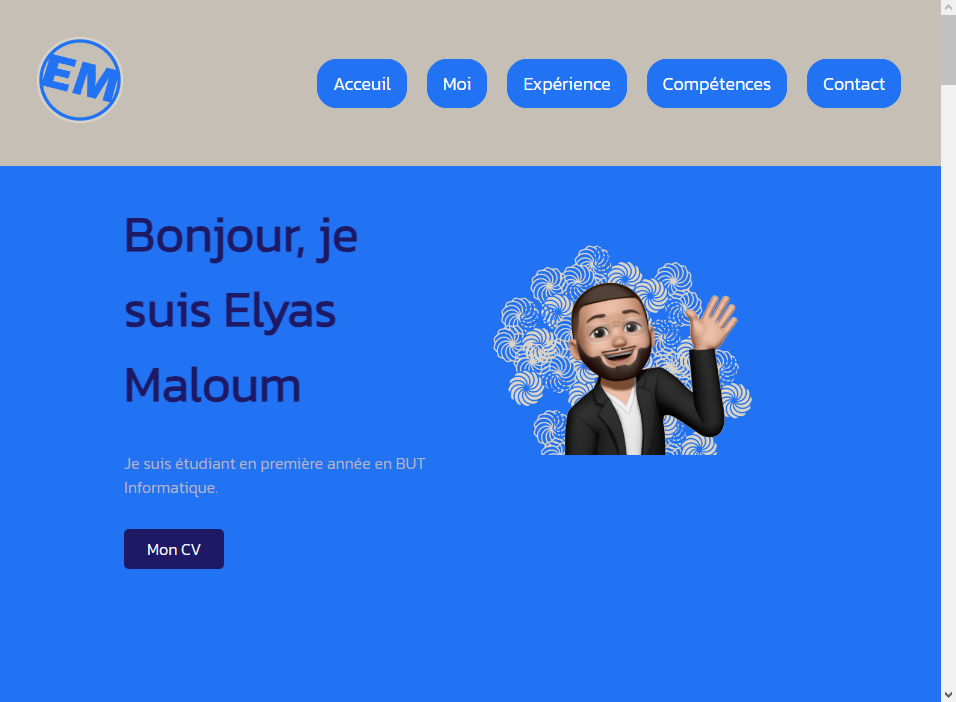 EM
Acceuil Moi Expérience Compétences Contact
Bonjour, je
suis Elyas
Maloum
Je suis étudiant en première année en BUT
Informatique.
Mon CV